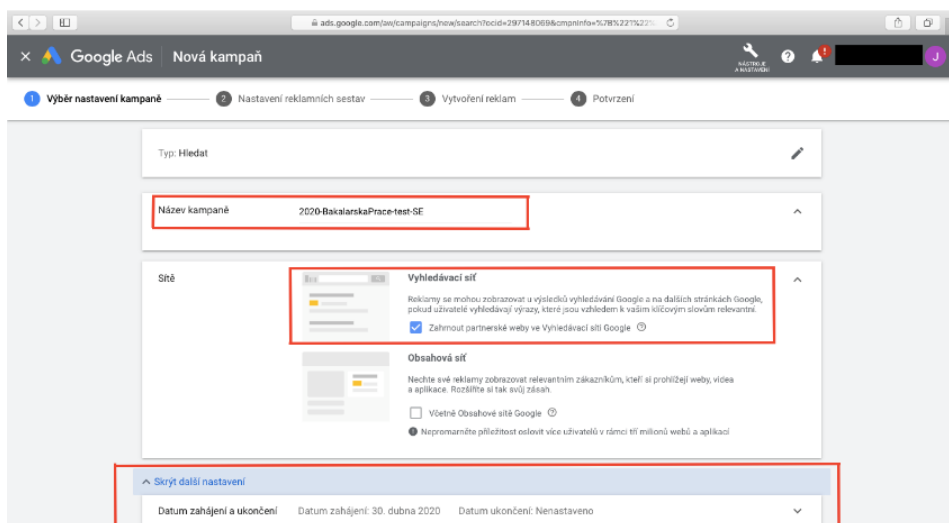 ads.google.com/aw/campaigns/new/search?ocid=297148069&cmpnInfo=%7B%221%22%
Google Ads Nová kampaň
NÁSTROJE
A NASTAVENÍ
J
1 Výběr nastavení kampaně 2 Nastavení reklamních sestav 3 Vytvoření reklam 4 Potvrzení
Typ: Hledat
Název kampaně 2020-BakalarskaPrace-test-SE
Sítě
Vyhledávací síť
Reklamy se mohou zobrazovat u výsledků vyhledávání Google a na dalších stránkách Google,
pokud uživatelé vyhledávají výrazy, které jsou vzhledem k vašim klíčovým slovům relevantní.
Zahrnout partnerské weby ve Vyhledávací síti Google
Obsahová síť
Nechte své reklamy zobrazovat relevantním zákazníkům, kteří si prohlížejí weby, videa
a aplikace. Rozšiřte si tak svůj zásah.
Včetně Obsahové sítě Google
Nepromarněte příležitost oslovit více uživatelů v rámci tří milionů webů a aplikací
Skrýt další nastavení
Datum zahájení a ukončení Datum zahájení: 30. dubna 2020 Datum ukončení: Nenastaveno